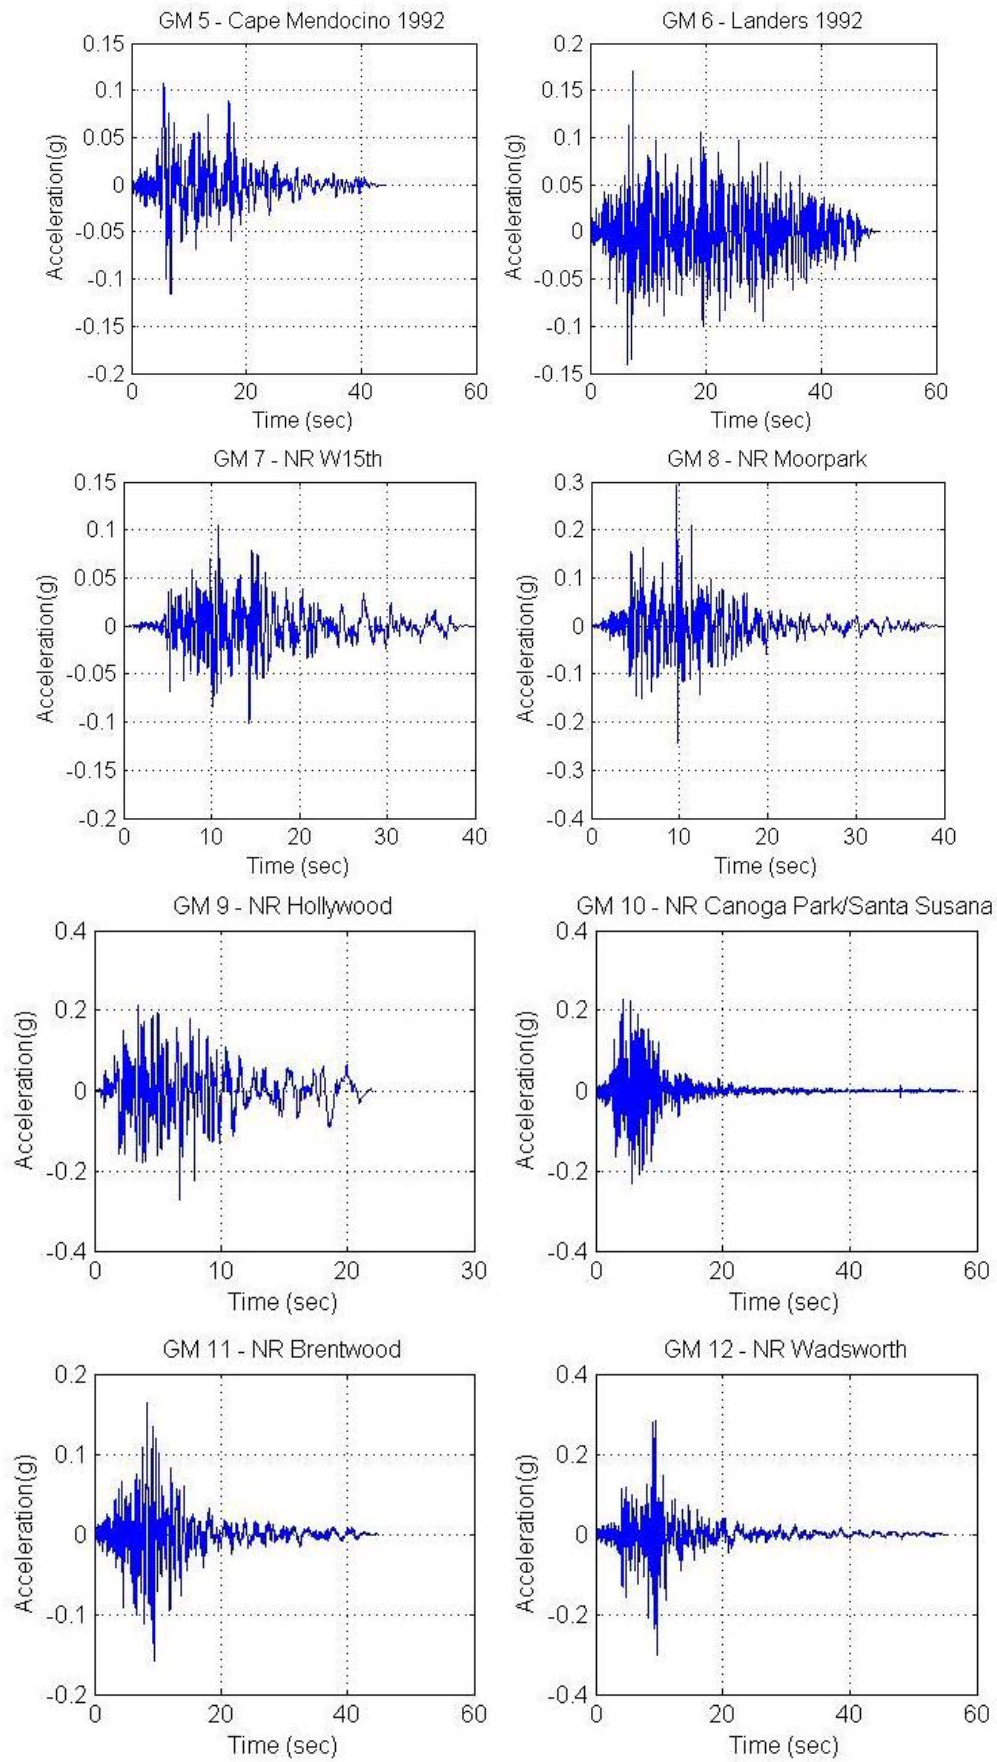 GM 5 - Cape Mendocino 1992
0.15
0.1
0.05
0
-0.05
-0.1
-0.15
-0.2
Acceleration(g)
0 20 40 60
Time (sec)
GM 6 - Landers 1992
0.2
0.15
0.1
0.05
0
-0.05
-0.1
-0.15
Acceleration(g)
0 20 40 60
Time (sec)
GM 7 - NR W15th
0.15
0.1
0.05
0
-0.05
-0.1
-0.15
-0.2
Acceleration(g)
0 10 20 30 40
Time (sec)
GM 8 - NR Moorpark
0.3
0.2
0.1
0
-0.1
-0.2
-0.3
-0.4
Acceleration(g)
0 10 20 30 40
Time (sec)
GM 9 - NR Hollywood
0.4
0.2
0
-0.2
-0.4
Acceleration(g)
0 10 20 30
Time (sec)
GM 10 - NR Canoga Park/Santa Susana
0.4
0.2
0
-0.2
-0.4
Acceleration(g)
0 20 40 60
Time (sec)
GM 11 - NR Brentwood
0.2
0.1
0
-0.1
-0.2
Acceleration(g)
0 20 40 60
Time (sec)
GM 12 - NR Wadsworth
0.4
0.2
0
-0.2
-0.4
Acceleration(g)
0 20 40 60
Time (sec)